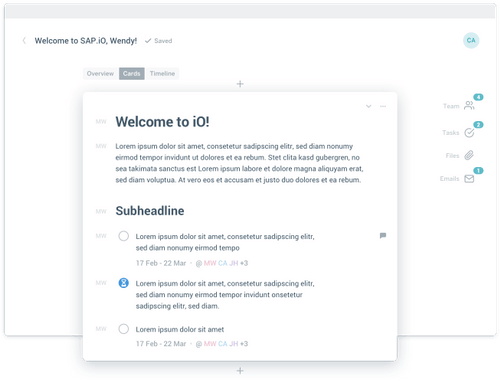 Welcome to SAP.iO, Wendy! Saved
CA
Overview Cards Timeline
MW Welcome to iO!
MW Lorem ipsum dolor sit amet, consetetur sadipscing elitr, sed diam nonumy
eirmod tempor invidunt ut dolores et ea rebum. Stet clita kasd gubergren, no
sea takimata sanctus est Lorem ipsum labore et dolore magna aliquyam erat,
sed diam voluptua. At vero eos et accusam et justo duo dolores et ea rebum.
MW Subheadline
MW Lorem ipsum dolor sit amet, consetetur sadipscing elitr,
sed diam nonumy eirmod tempo
17 Feb - 22 Mar · @ MW CA JH +3
MW Lorem ipsum dolor sit amet, consetetur sadipscing elitr,
sed diam nonumy eirmod tempor invidunt onsetetur
sadipscing elitr, sed diam.
MW Lorem ipsum dolor sit amet
17 Feb - 22 Mar · @ MW CA JH +3
Team 4
Tasks 2
Files
Emails 1